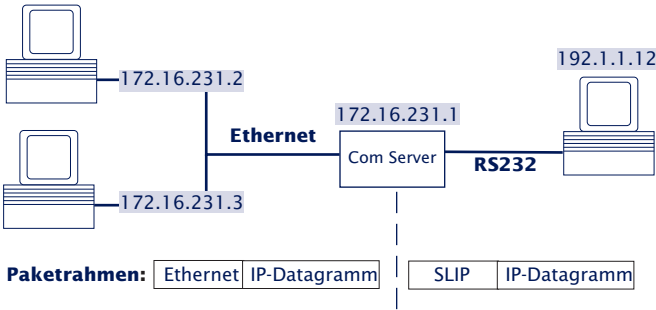 192.1.1.12
172.16.231.2
172.16.231.1
Ethernet
Com Server
RS232
172.16.231.3
Paketrahmen: Ethernet IP-Datagramm SLIP IP-Datagramm